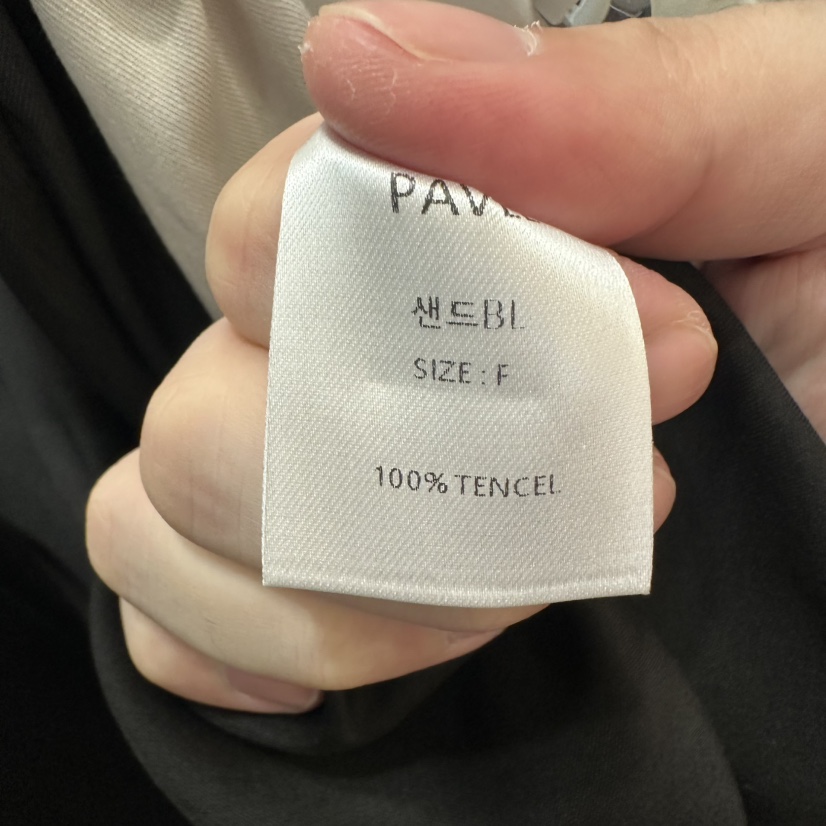 샌드BL
SIZE : F
100% TENCEL